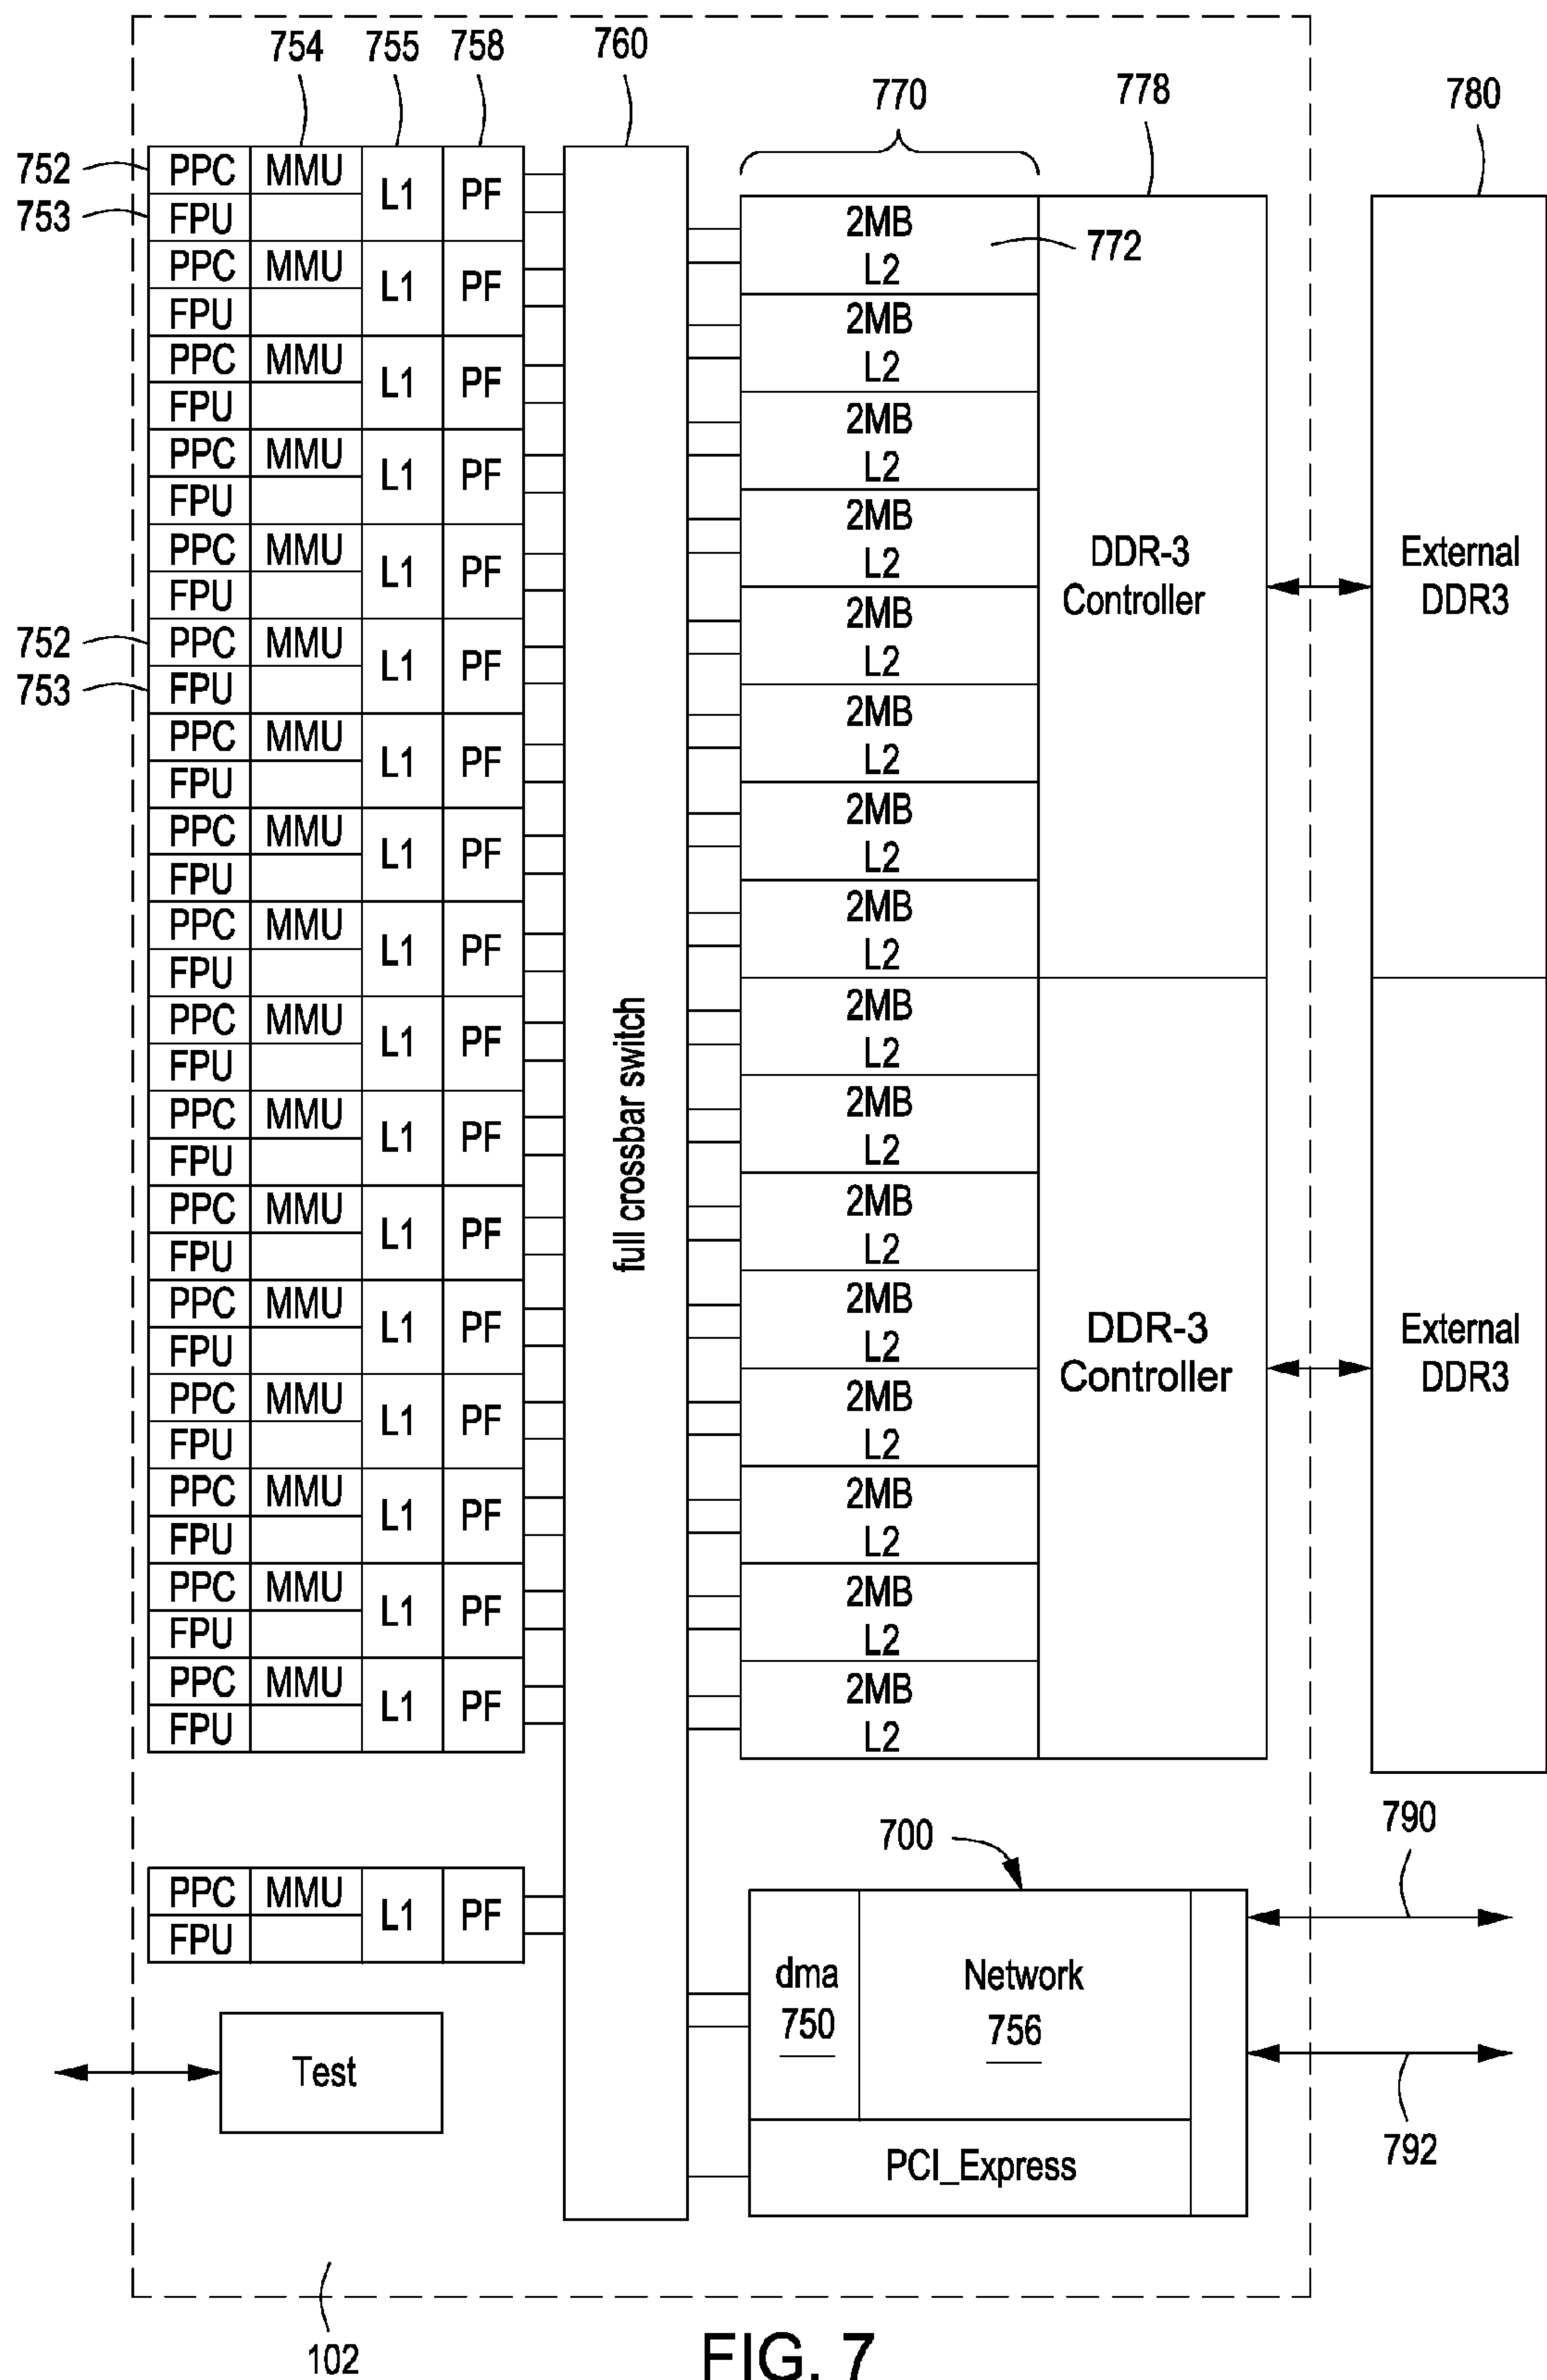 754 755 758 760 770 778 780
752 PPC MMU L1 PF
753 FPU
PPC MMU L1 PF
FPU
PPC MMU L1 PF
FPU
PPC MMU L1 PF
FPU
PPC MMU L1 PF
FPU
752 PPC MMU L1 PF
753 FPU
PPC MMU L1 PF
FPU
PPC MMU L1 PF
FPU
PPC MMU L1 PF
FPU
PPC MMU L1 PF
FPU
PPC MMU L1 PF
FPU
PPC MMU L1 PF
FPU
PPC MMU L1 PF
FPU
PPC MMU L1 PF
FPU
PPC MMU L1 PF
FPU
PPC MMU L1 PF
FPU
PPC MMU L1 PF
FPU
PPC MMU L1 PF
FPU
Test
full crossbar switch
2MB
L2
772
2MB
L2
2MB
L2
2MB
L2
2MB
L2
2MB
L2
2MB
L2
2MB
L2
2MB
L2
2MB
L2
2MB
L2
2MB
L2
2MB
L2
2MB
L2
2MB
L2
2MB
L2
DDR-3
Controller
External
DDR3
DDR-3
Controller
External
DDR3
700
790
dma
750
Network
756
792
PCI_Express
102
FIG. 7